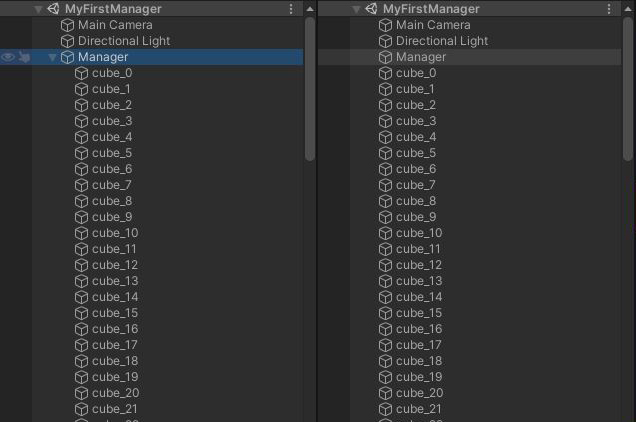 MyFirstManager
Main Camera
Directional Light
Manager
cube_0
cube_1
cube_2
cube_3
cube_4
cube_5
cube_6
cube_7
cube_8
cube_9
cube_10
cube_11
cube_12
cube_13
cube_14
cube_15
cube_16
cube_17
cube_18
cube_19
cube_20
cube_21
MyFirstManager
Main Camera
Directional Light
Manager
cube_0
cube_1
cube_2
cube_3
cube_4
cube_5
cube_6
cube_7
cube_8
cube_9
cube_10
cube_11
cube_12
cube_13
cube_14
cube_15
cube_16
cube_17
cube_18
cube_19
cube_20
cube_21